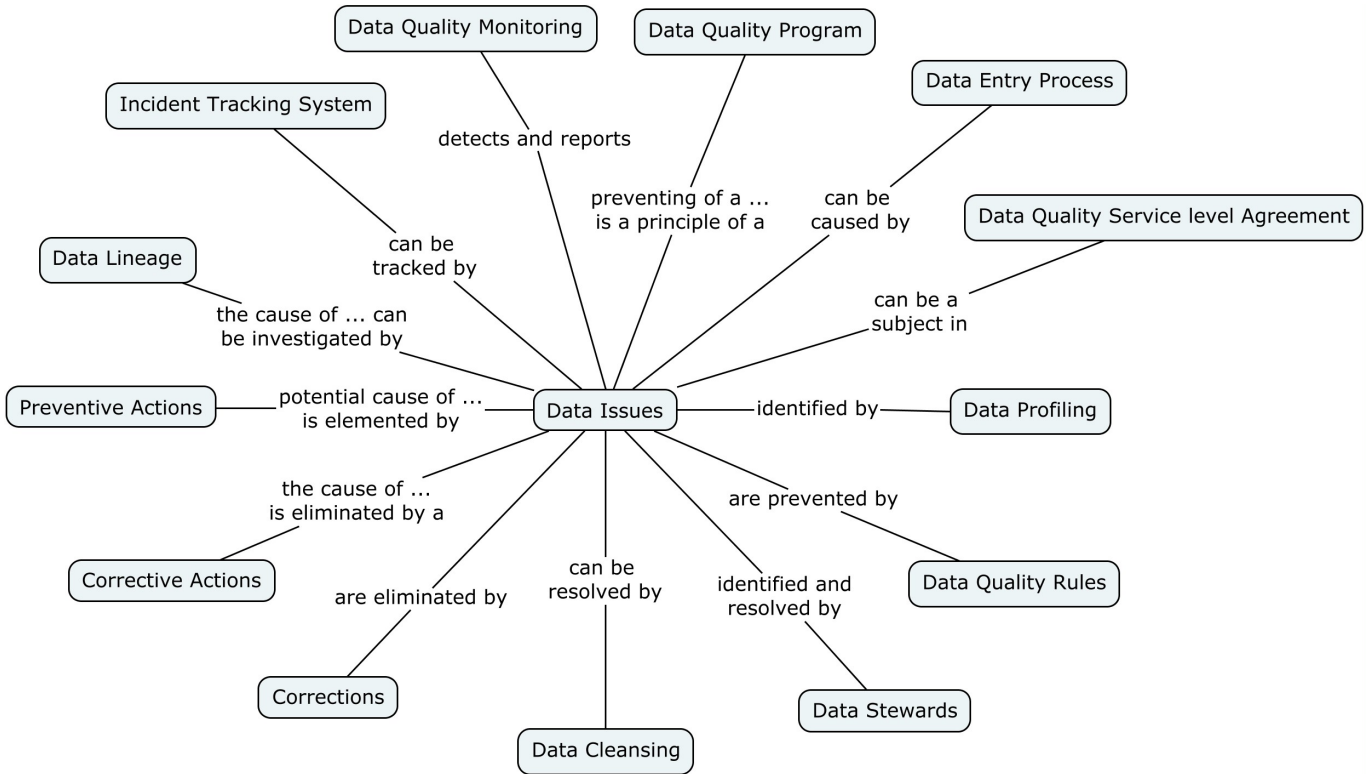 Data Quality Monitoring
Data Quality Program
Data Entry Process
Incident Tracking System
detects and reports
preventing of a ...
is a principle of a
can be
caused by
Data Quality Service level Agreement
can be
tracked by
Data Lineage
the cause of ... can
be investigated by
can be a
subject in
Preventive Actions
potential cause of ...
is elemented by
Data Issues
identified by
Data Profiling
the cause of ...
is eliminated by a
are prevented by
Corrective Actions
are eliminated by
can be
resolved by
identified and
resolved by
Data Quality Rules
Corrections
Data Stewards
Data Cleansing